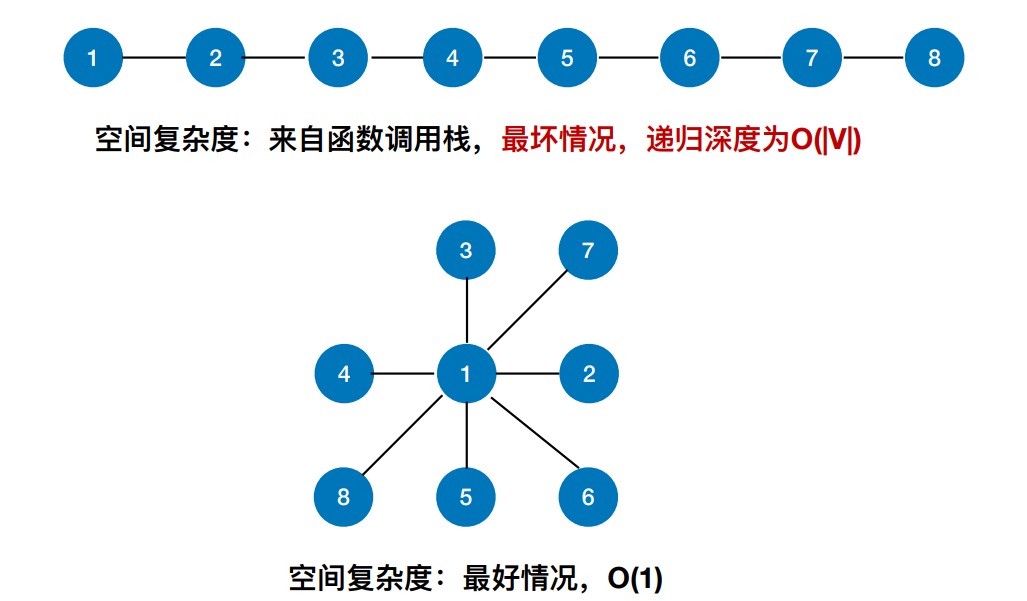 1 2 3 4 5 6 7 8
空间复杂度：来自函数调用栈，最坏情况，递归深度为O(|V|)
3 7
4 1 2
8 5 6
空间复杂度：最好情况，O(1)